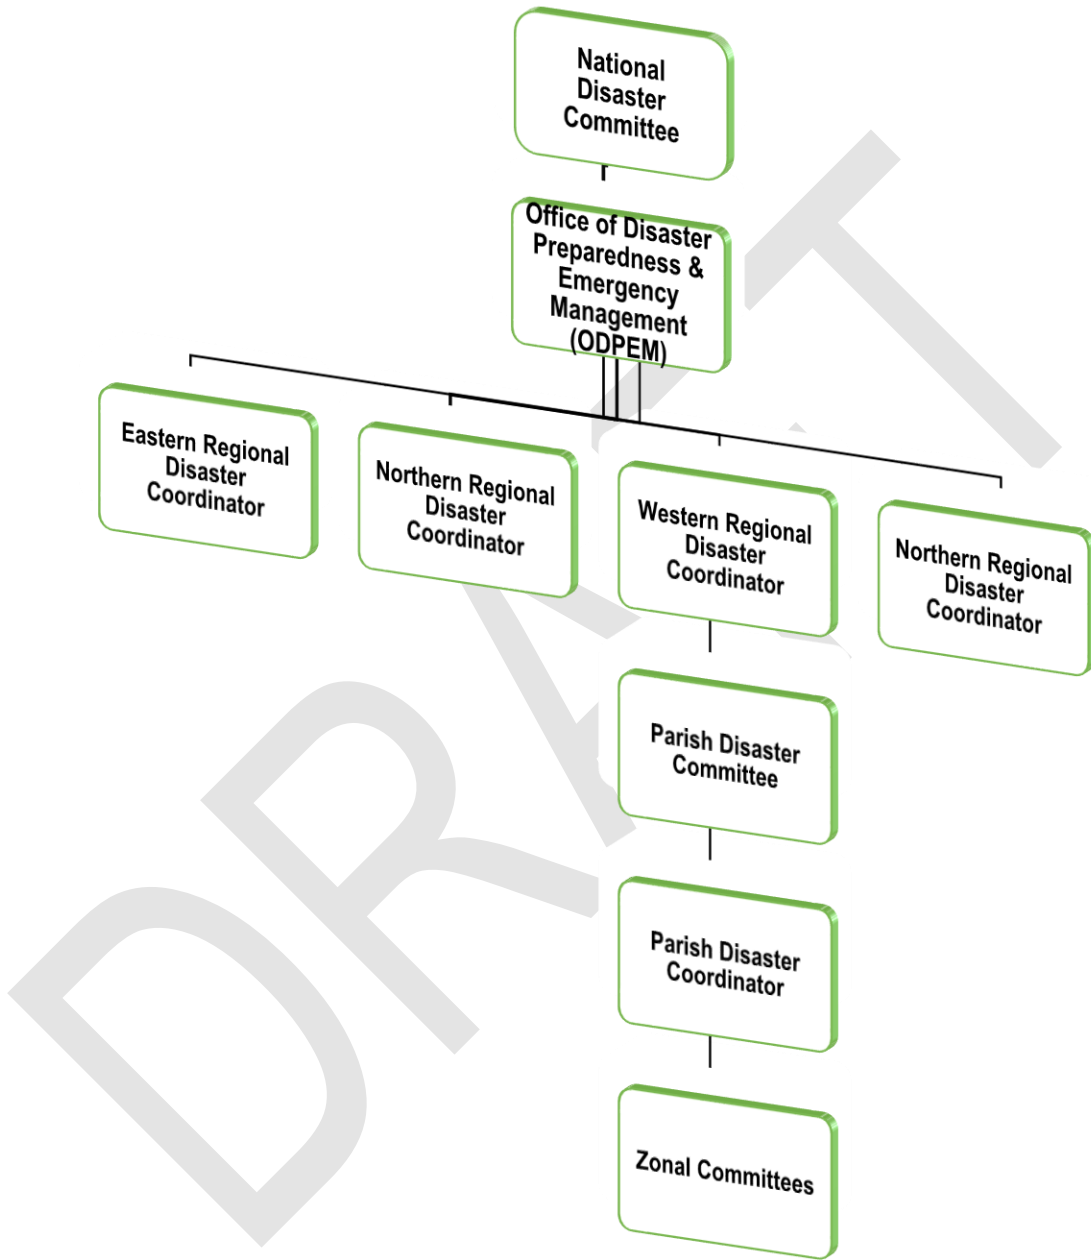 National
Disaster
Committee
Office of Disaster
Preparedness &
Emergency
Management
(ODPEM)
Eastern Regional
Disaster
Coordinator
Northern Regional
Disaster
Coordinator
Western Regional
Disaster
Coordinator
Northern Regional
Disaster
Coordinator
Parish Disaster
Committee
Parish Disaster
Coordinator
Zonal Committees
DRAFT